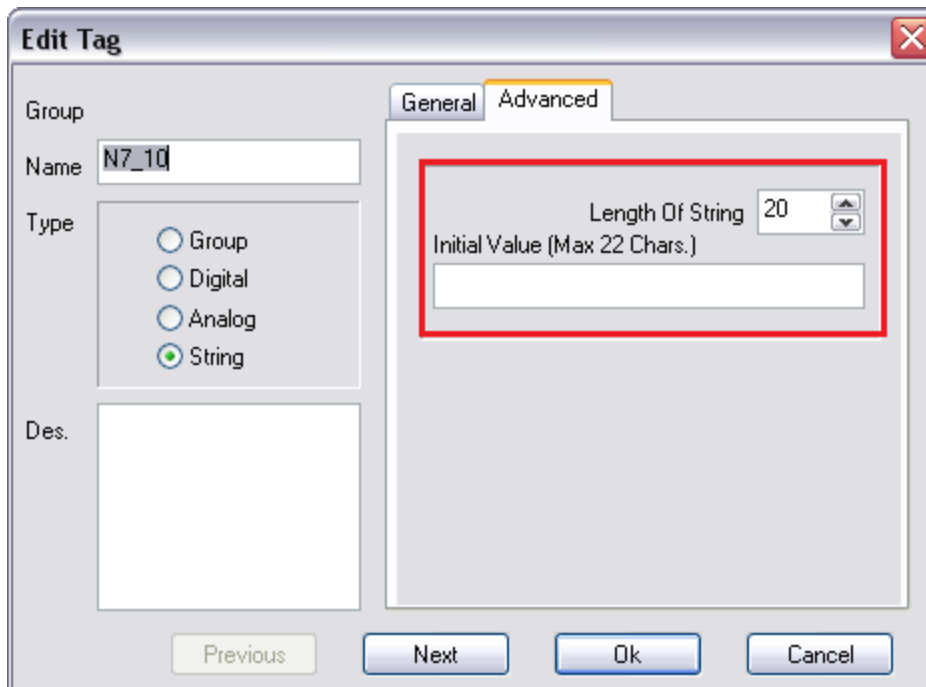 Edit Tag
Group
Name N7_10
Type
Group
Digital
Analog
String
Des.
General Advanced
Length Of String 20
Initial Value (Max 22 Chars.)
Previous Next Ok Cancel